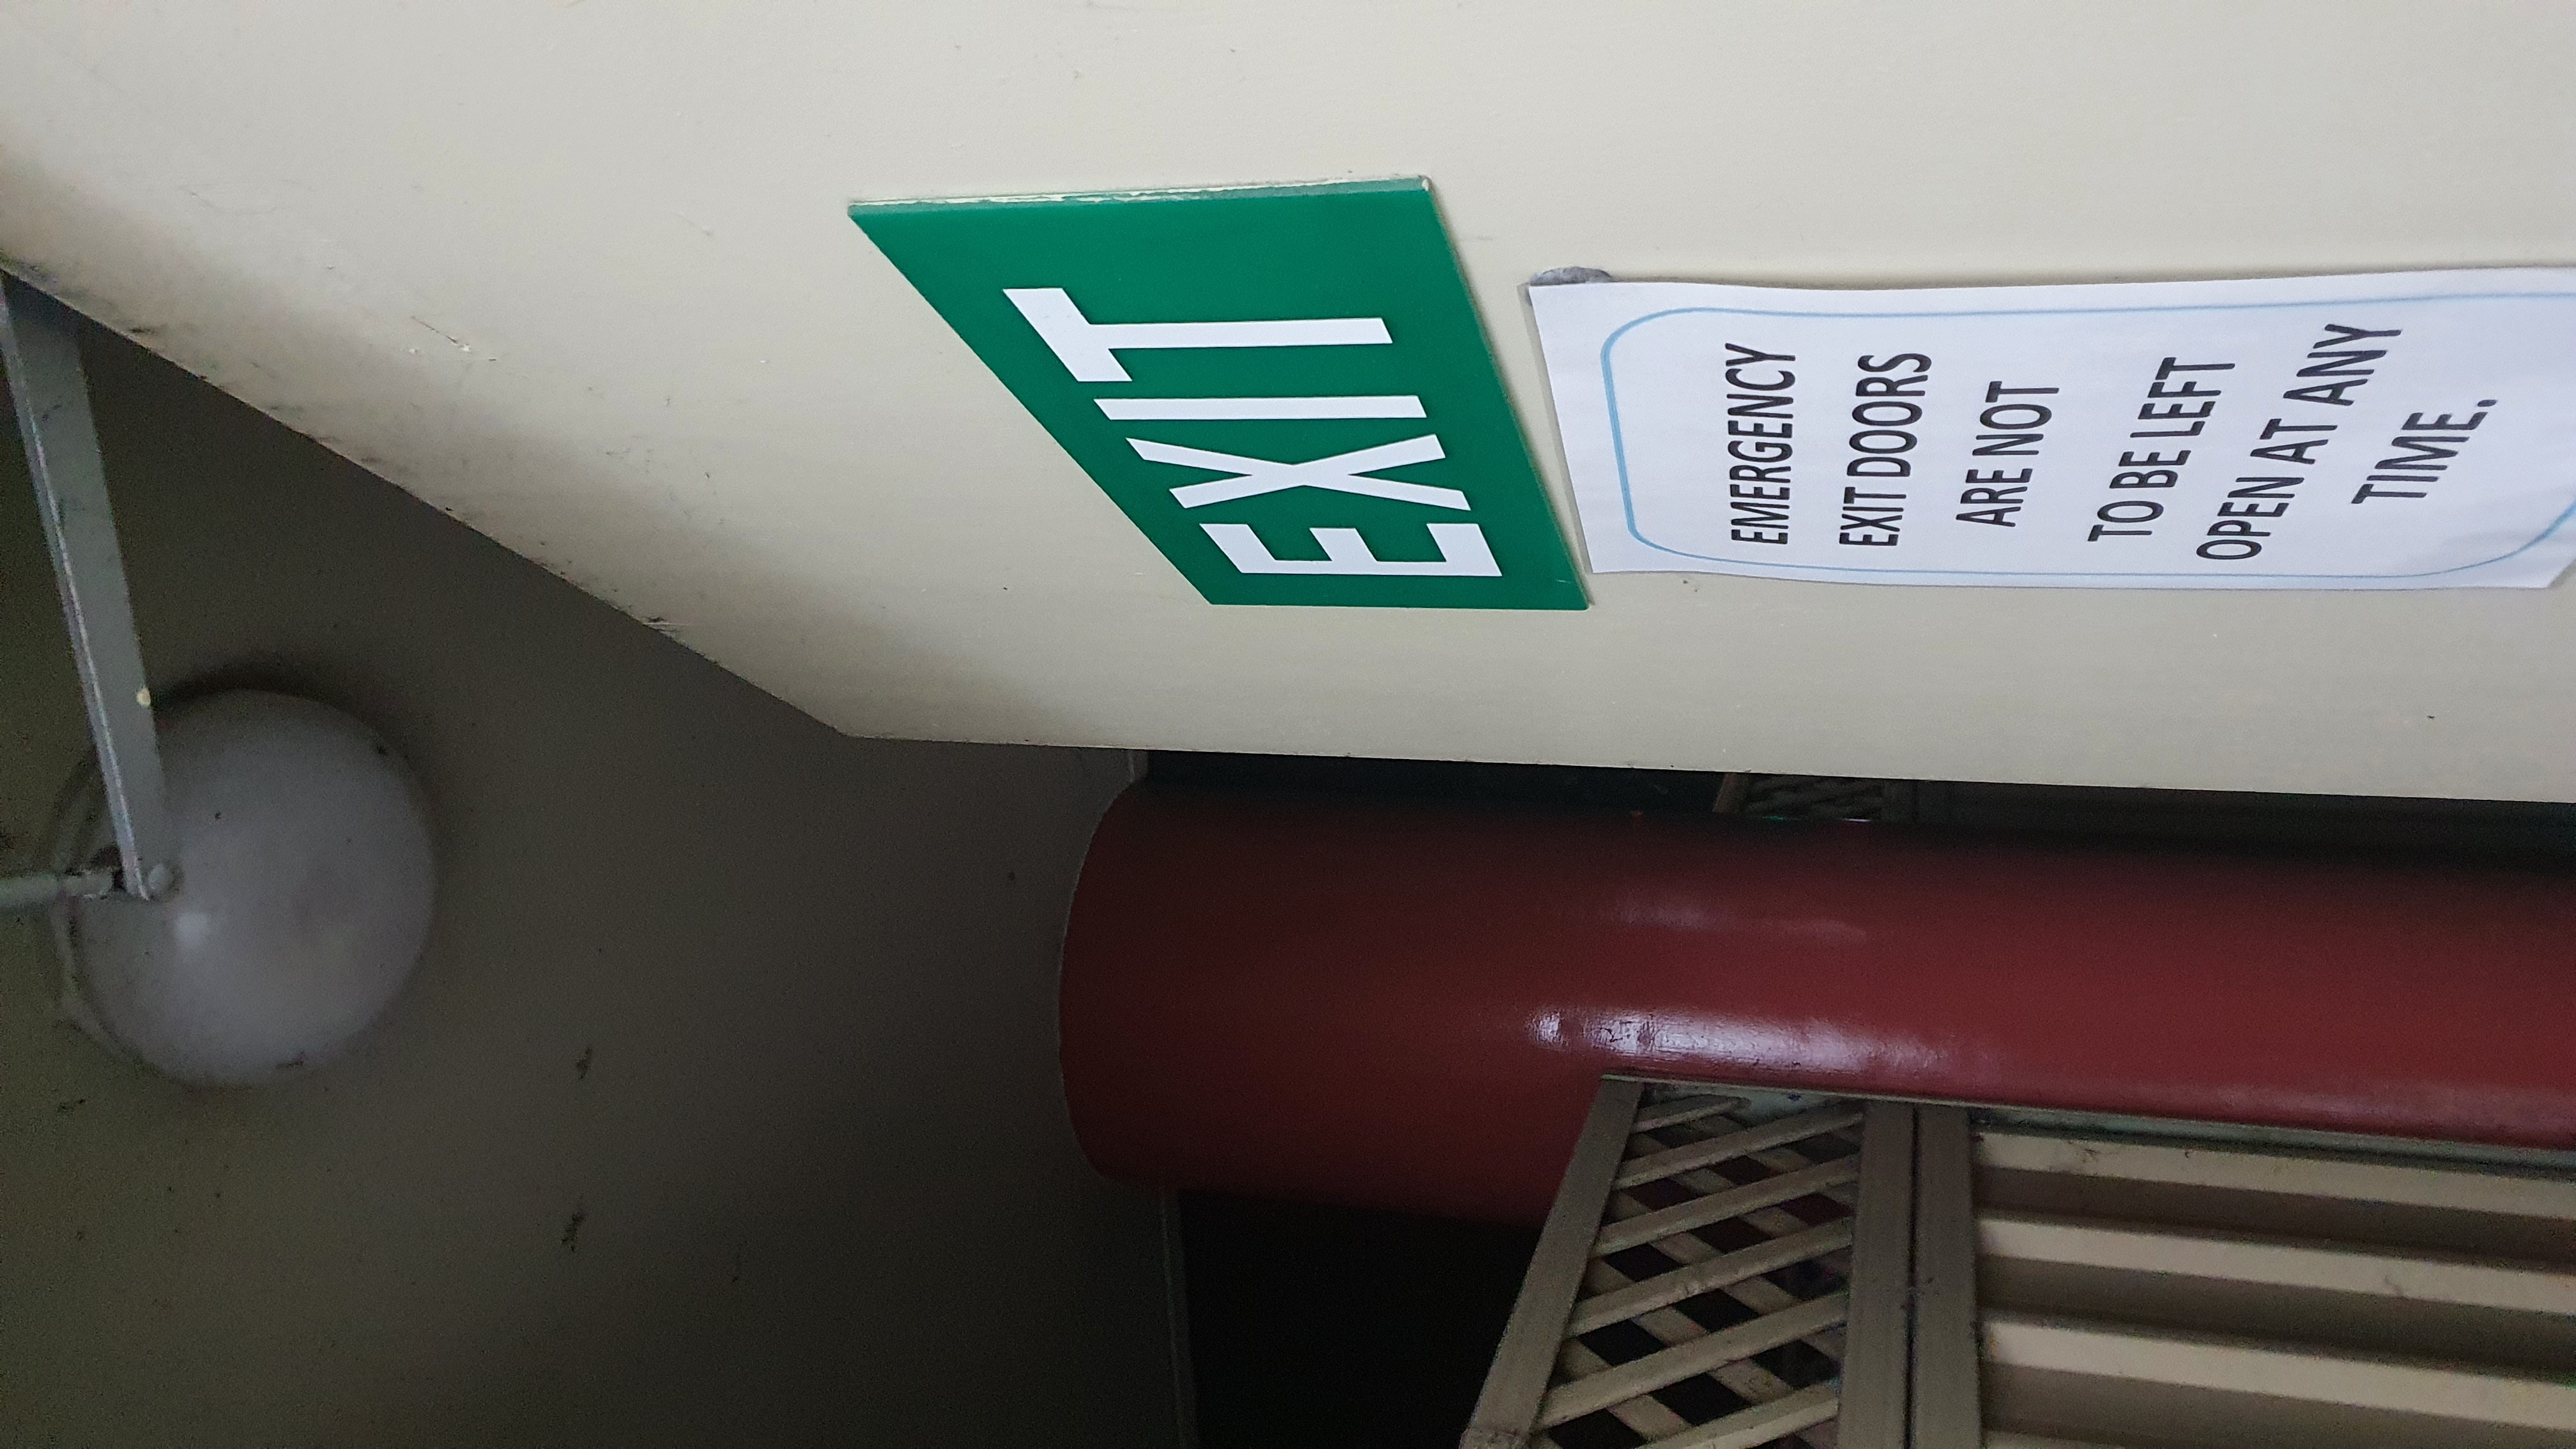 EXIT
EMERGENCY
EXIT DOORS
ARE NOT
TO BE LEFT
OPEN AT ANY
TIME.